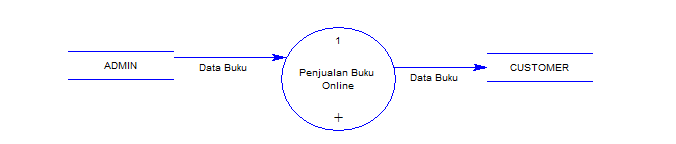 1
ADMIN
Data Buku
Penjualan Buku
Online
Data Buku
CUSTOMER
+